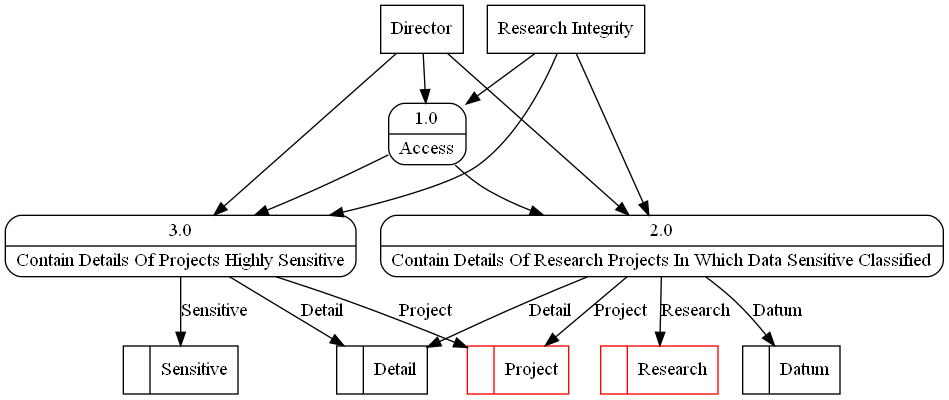 Director
Research Integrity
1.0
Access
3.0
Contain Details Of Projects Highly Sensitive
2.0
Contain Details Of Research Projects In Which Data Sensitive Classified
Sensitive
Detail
Project
Detail
Project
Research
Datum
Sensitive
Detail
Project
Research
Datum